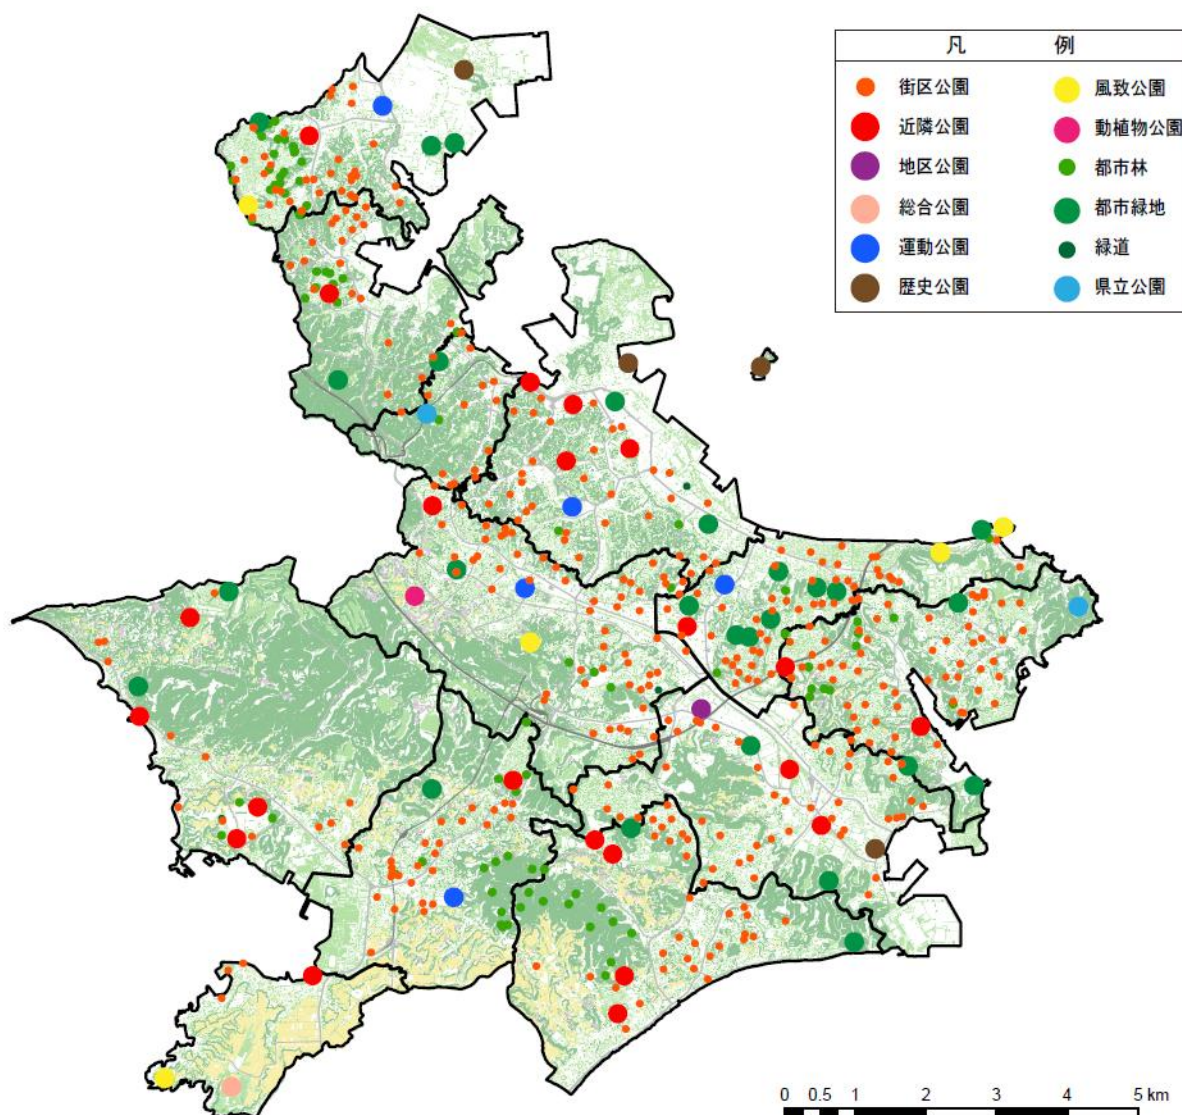 凡 例
街区公園 風致公園
近隣公園 動植物公園
地区公園 都市林
総合公園 都市緑地
運動公園 緑道
歴史公園 県立公園
0 0.5 1 2 3 4 5 km